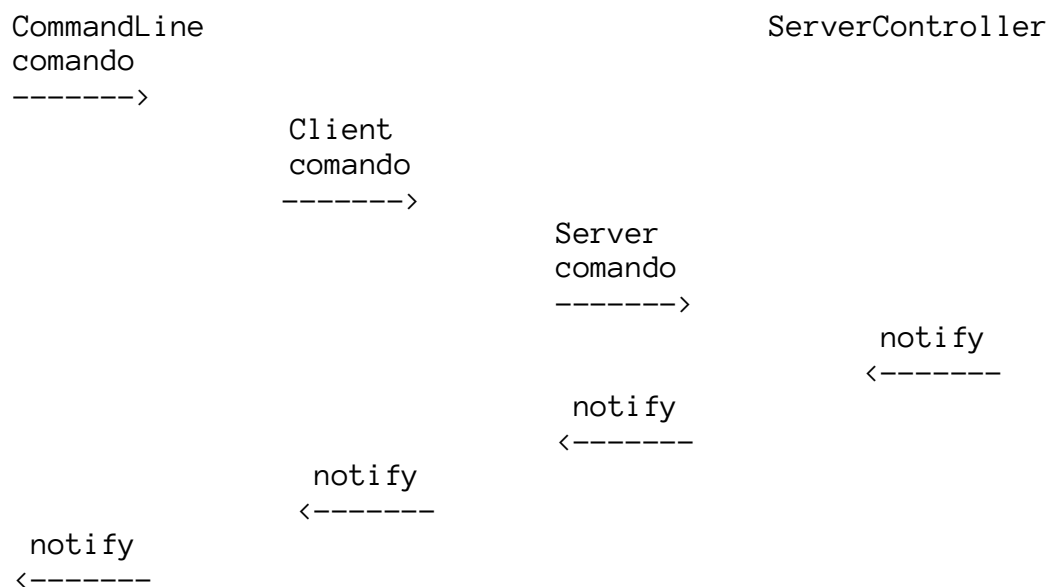 CommandLine ServerController
comando
------->
Client
comando
------->
Server
comando
------->
notify
<-------
notify
<-------
notify
<-------
notify
<-------